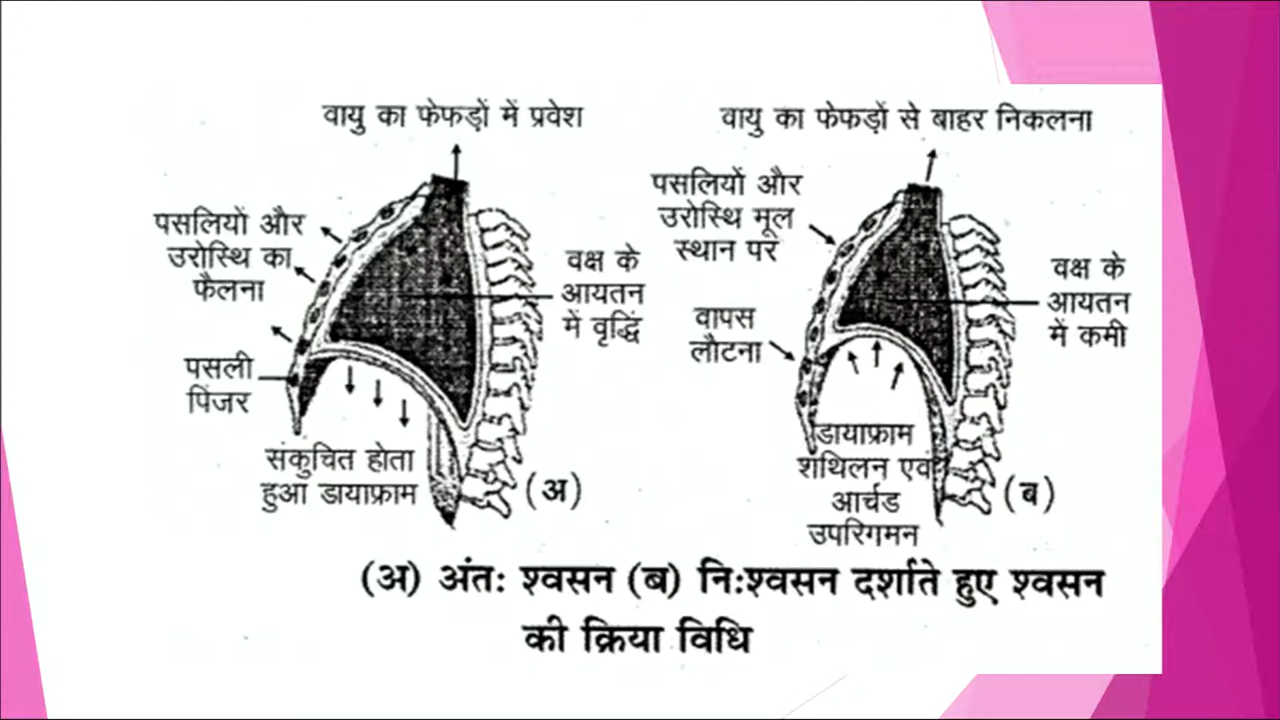 वायु का फेफड़ों में प्रवेश
पसलियों और
उरोस्थि का
फैलना
वक्ष के
आयतन
में वृद्धिं
पसली
पिंजर
संकुचित होता
हुआ डायाफ्राम
(अ)
वायु का फेफड़ों से बाहर निकलना
पसलियों और
उरोस्थि मूल
स्थान पर
वापस
लौटना
वक्ष के
आयतन
में कमी
डायाफ्राम
शथिलन एवं
आर्चड
उपरिगमन
(ब)
(अ) अंतः श्वसन (ब) निःश्वसन दर्शाते हुए श्वसन
की क्रिया विधि